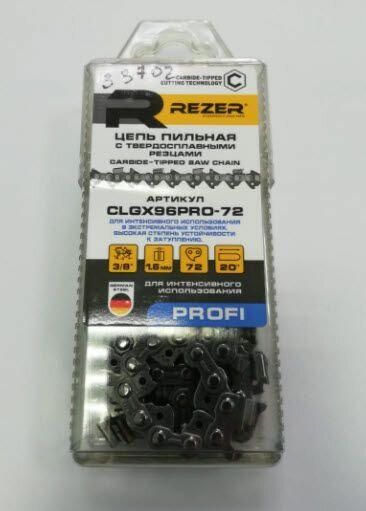 33702
CARBIDE-TIPPED
CUTTING TECHNOLOGY
C
R REZER
ЦЕПЬ ПИЛЬНАЯ
С ТВЕРДОСПЛАВНЫМИ
РЕЗЦАМИ
CARBIDE-TIPPED SAW CHAIN
АРТИКУЛ
CLGX96PRO-72
ДЛЯ ИНТЕНСИВНОГО ИСПОЛЬЗОВАНИЯ
В ЭКСТРЕМАЛЬНЫХ УСЛОВИЯХ.
ВЫСОКАЯ СТЕПЕНЬ УСТОЙЧИВОСТИ
К ЗАТУПЛЕНИЮ.
3/8" 1.6 мм 72 20"
GERMAN
STEEL
ДЛЯ ИНТЕНСИВНОГО
ИСПОЛЬЗОВАНИЯ
PROFI